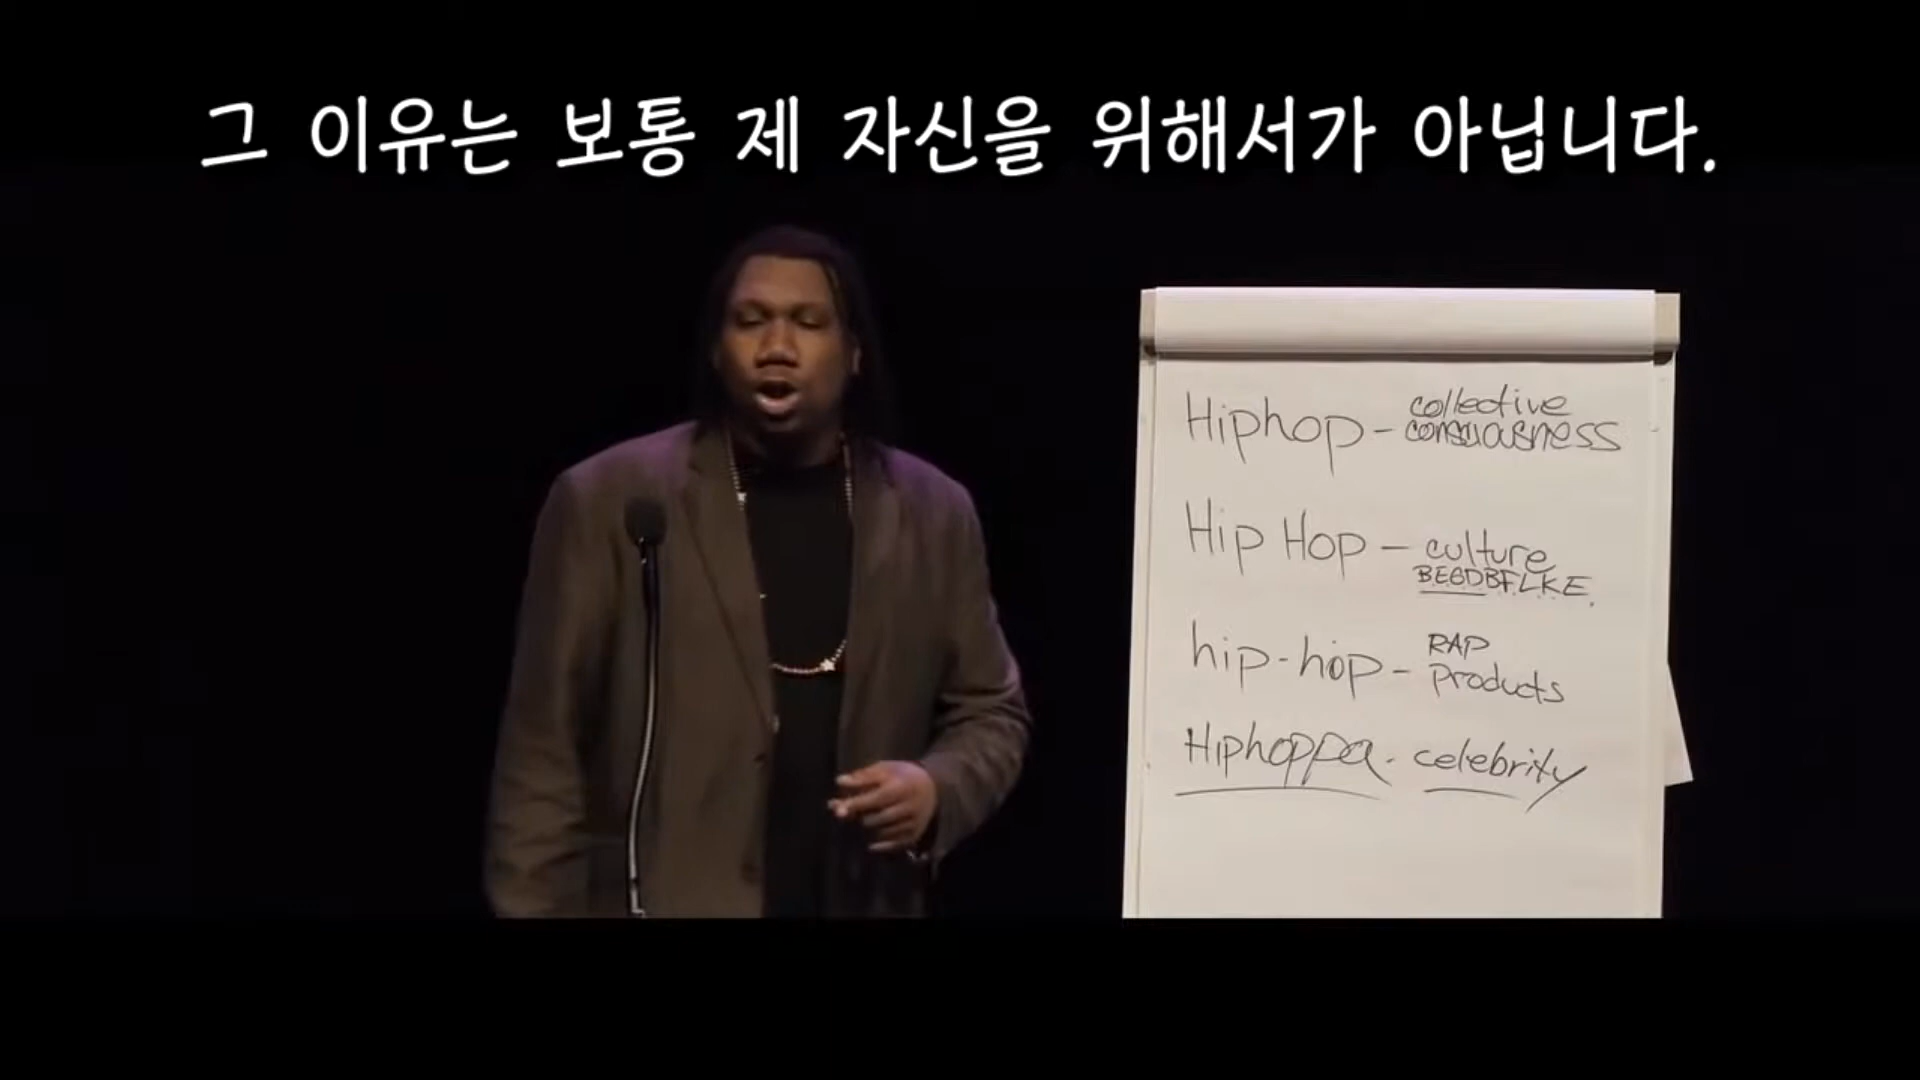 그 이유는 보통 제 자신을 위해서가 아닙니다.
Hiphop - collective consciousness
Hip Hop - culture
B.E.G.D.B.F.L.K.E.
hip-hop - RAP
products
Hiphoppa. celebrity